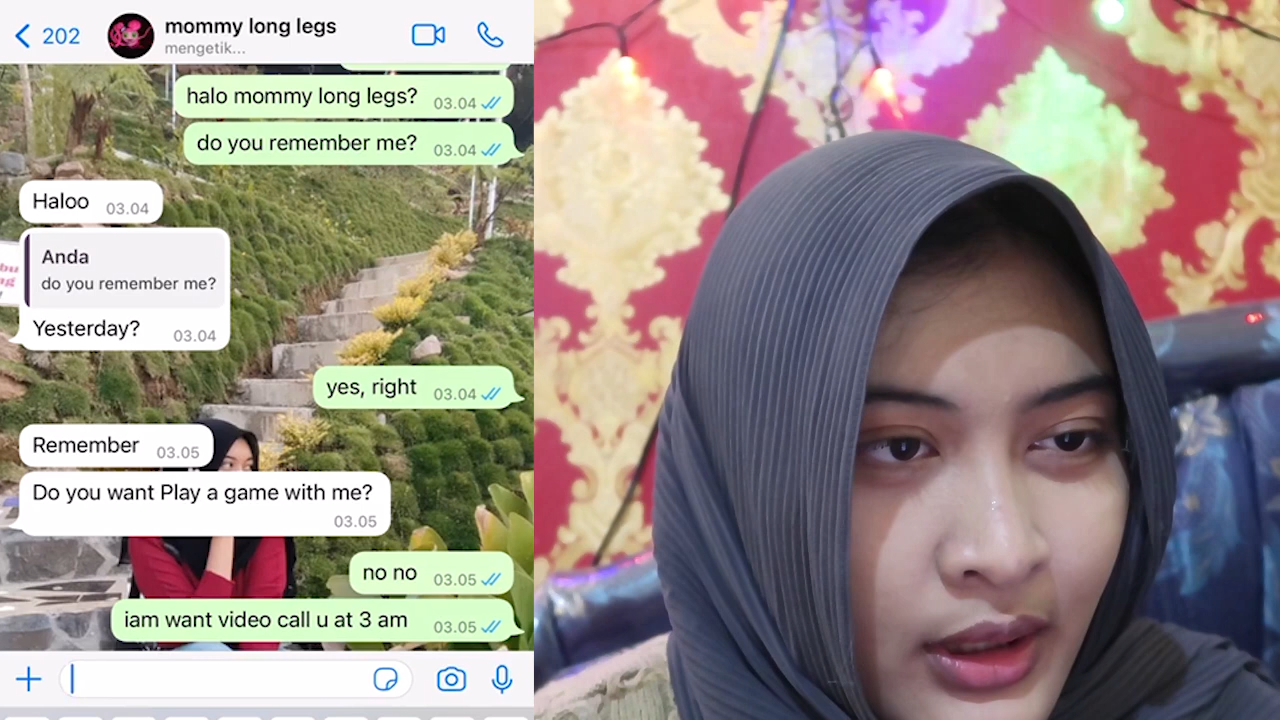 202
mommy long legs
mengetik...
halo mommy long legs? 03.04
do you remember me? 03.04
Haloo 03.04
Anda
do you remember me?
Yesterday? 03.04
yes, right 03.04
Remember 03.05
Do you want Play a game with me?
03.05
no no 03.05
iam want video call u at 3 am 03.05